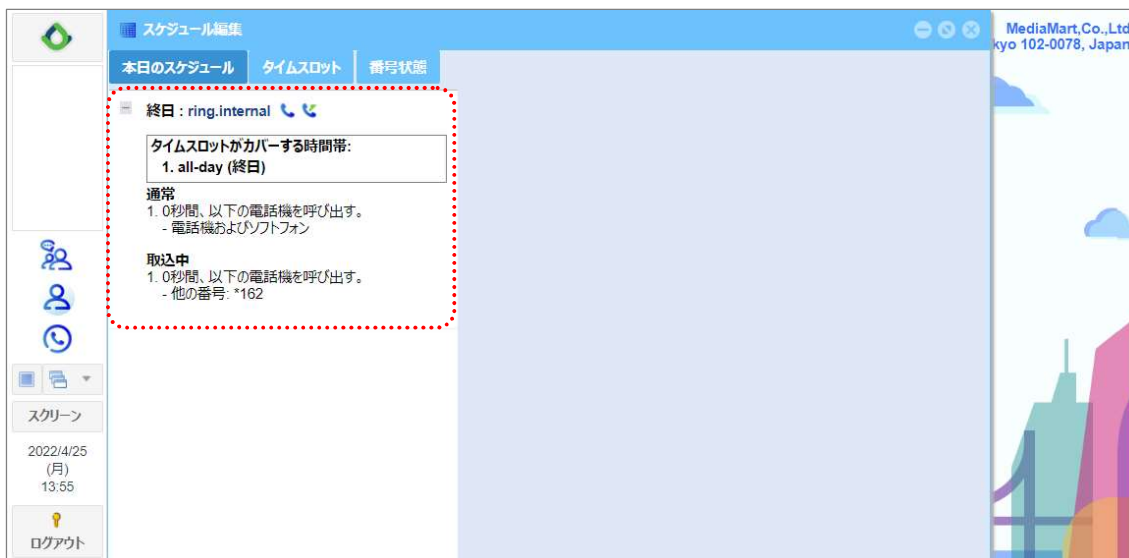 スケジュール編集
MediaMart,Co.,Ltd
kyo 102-0078, Japan
本日のスケジュール
タイムスロット
番号状態
終日 : ring.internal
タイムスロットがカバーする時間帯:
1. all-day (終日)
通常
1. 0秒間、以下の電話機を呼び出す。
- 電話機およびソフトフォン
取込中
1. 0秒間、以下の電話機を呼び出す。
- 他の番号: *162
スクリーン
2022/4/25
(月)
13:55
ログアウト